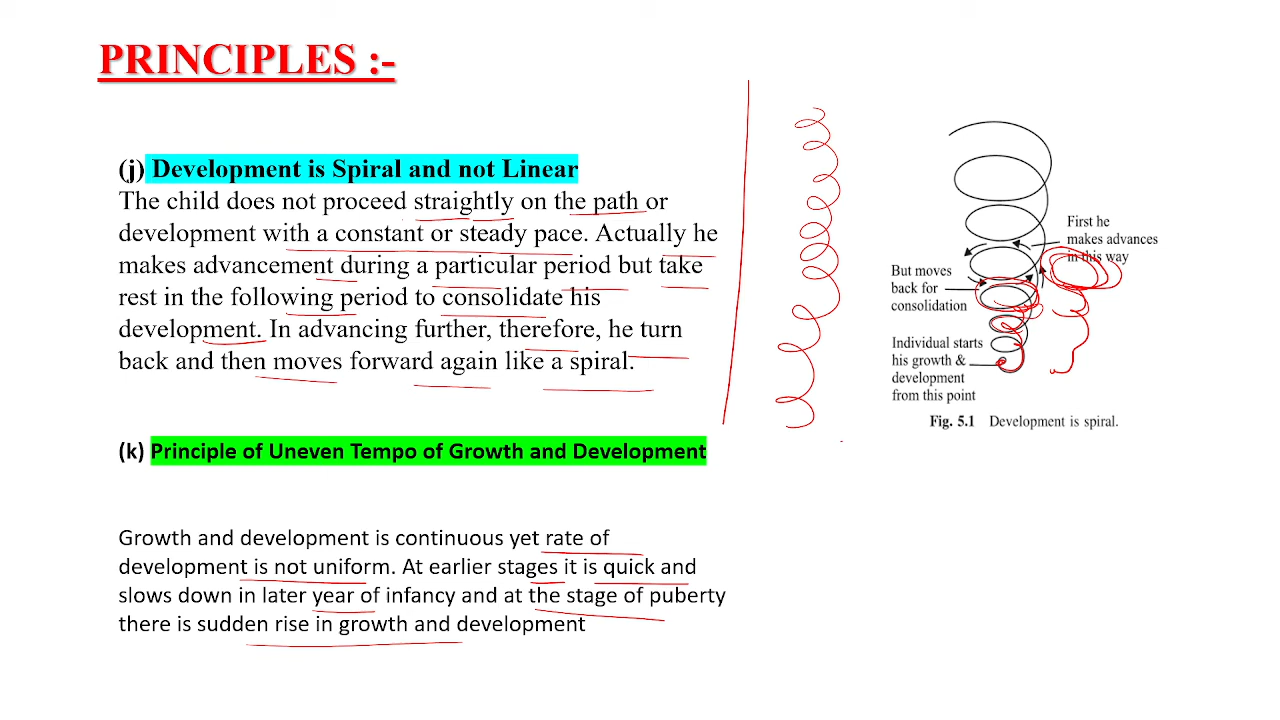 PRINCIPLES :-
(j) Development is Spiral and not Linear
The child does not proceed straightly on the path or
development with a constant or steady pace. Actually he
makes advancement during a particular period but take
rest in the following period to consolidate his
development. In advancing further, therefore, he turn
back and then moves forward again like a spiral.
(k) Principle of Uneven Tempo of Growth and Development
Growth and development is continuous yet rate of
development is not uniform. At earlier stages it is quick and
slows down in later year of infancy and at the stage of puberty
there is sudden rise in growth and development
First he
makes advances
in this way
But moves
back for
consolidation
Individual starts
his growth &
development
from this point
Fig. 5.1 Development is spiral.